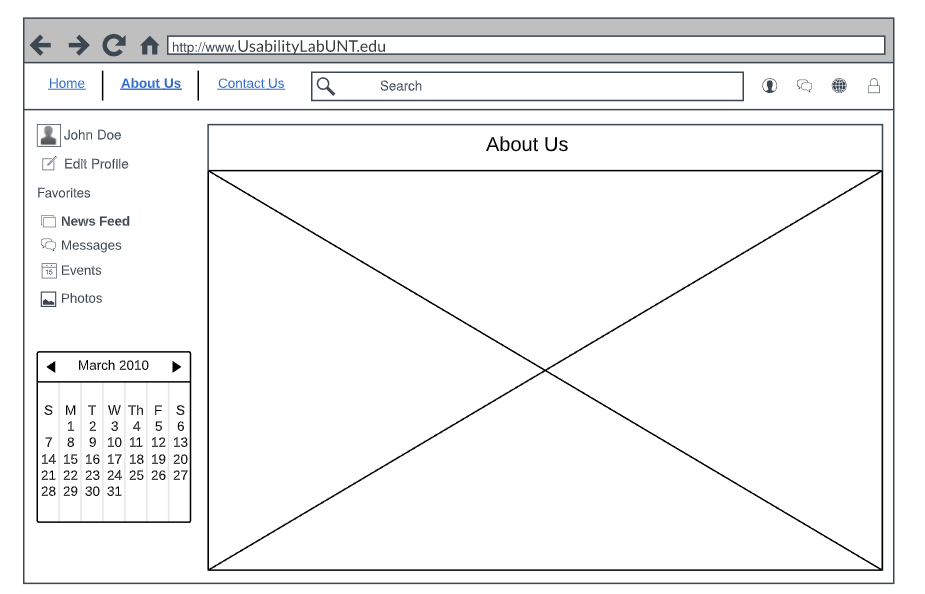 http://www.UsabilityLabUNT.edu
Home About Us Contact Us Search
John Doe
Edit Profile
Favorites
News Feed
Messages
15 Events
Photos
About Us
March 2010
S M T W Th F S
1 2 3 4 5 6
7 8 9 10 11 12 13
14 15 16 17 18 19 20
21 22 23 24 25 26 27
28 29 30 31